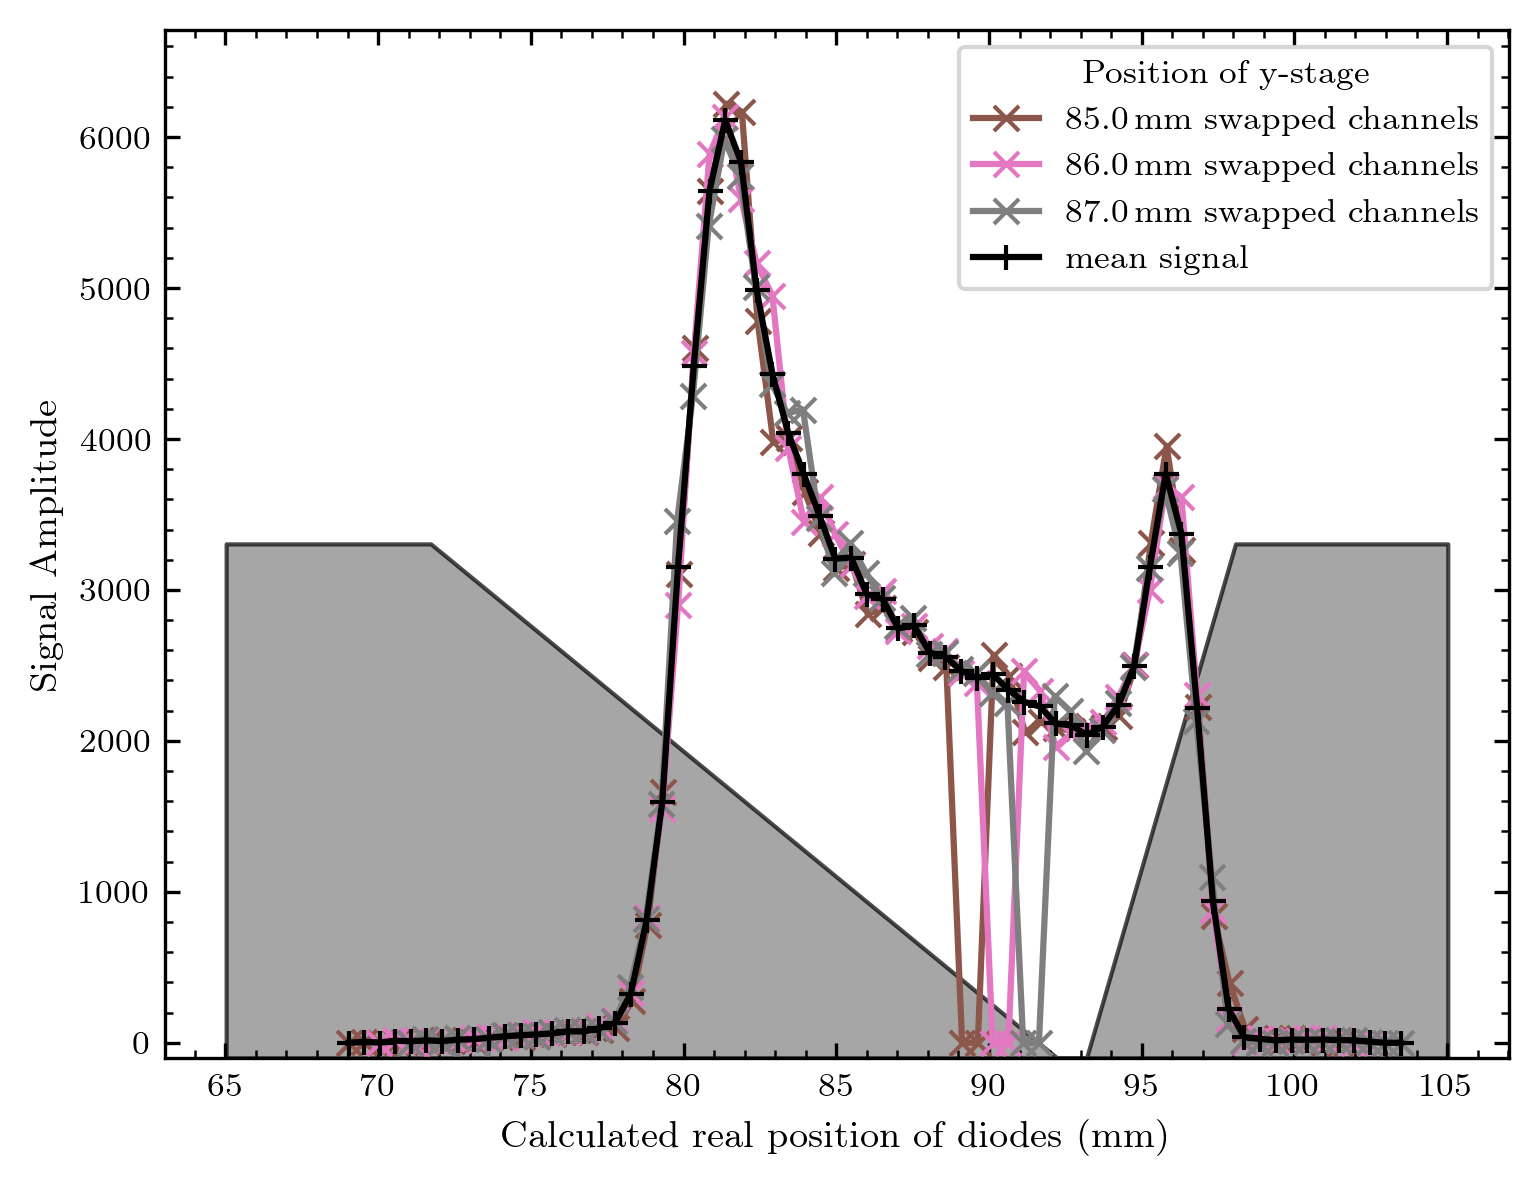 Position of y-stage
85.0 mm swapped channels
86.0 mm swapped channels
87.0 mm swapped channels
mean signal
6000
5000
4000
3000
2000
1000
0
Signal Amplitude
65 70 75 80 85 90 95 100 105
Calculated real position of diodes (mm)